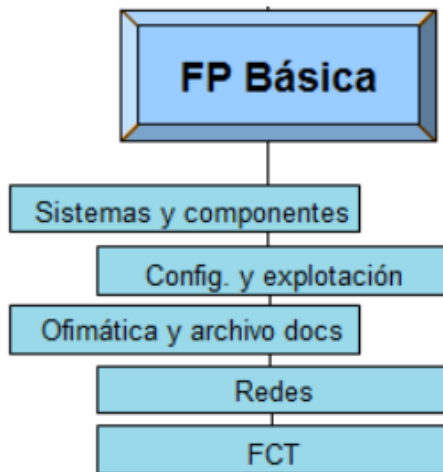 FP Básica
Sistemas y componentes
Config. y explotación
Ofimática y archivo docs
Redes
FCT